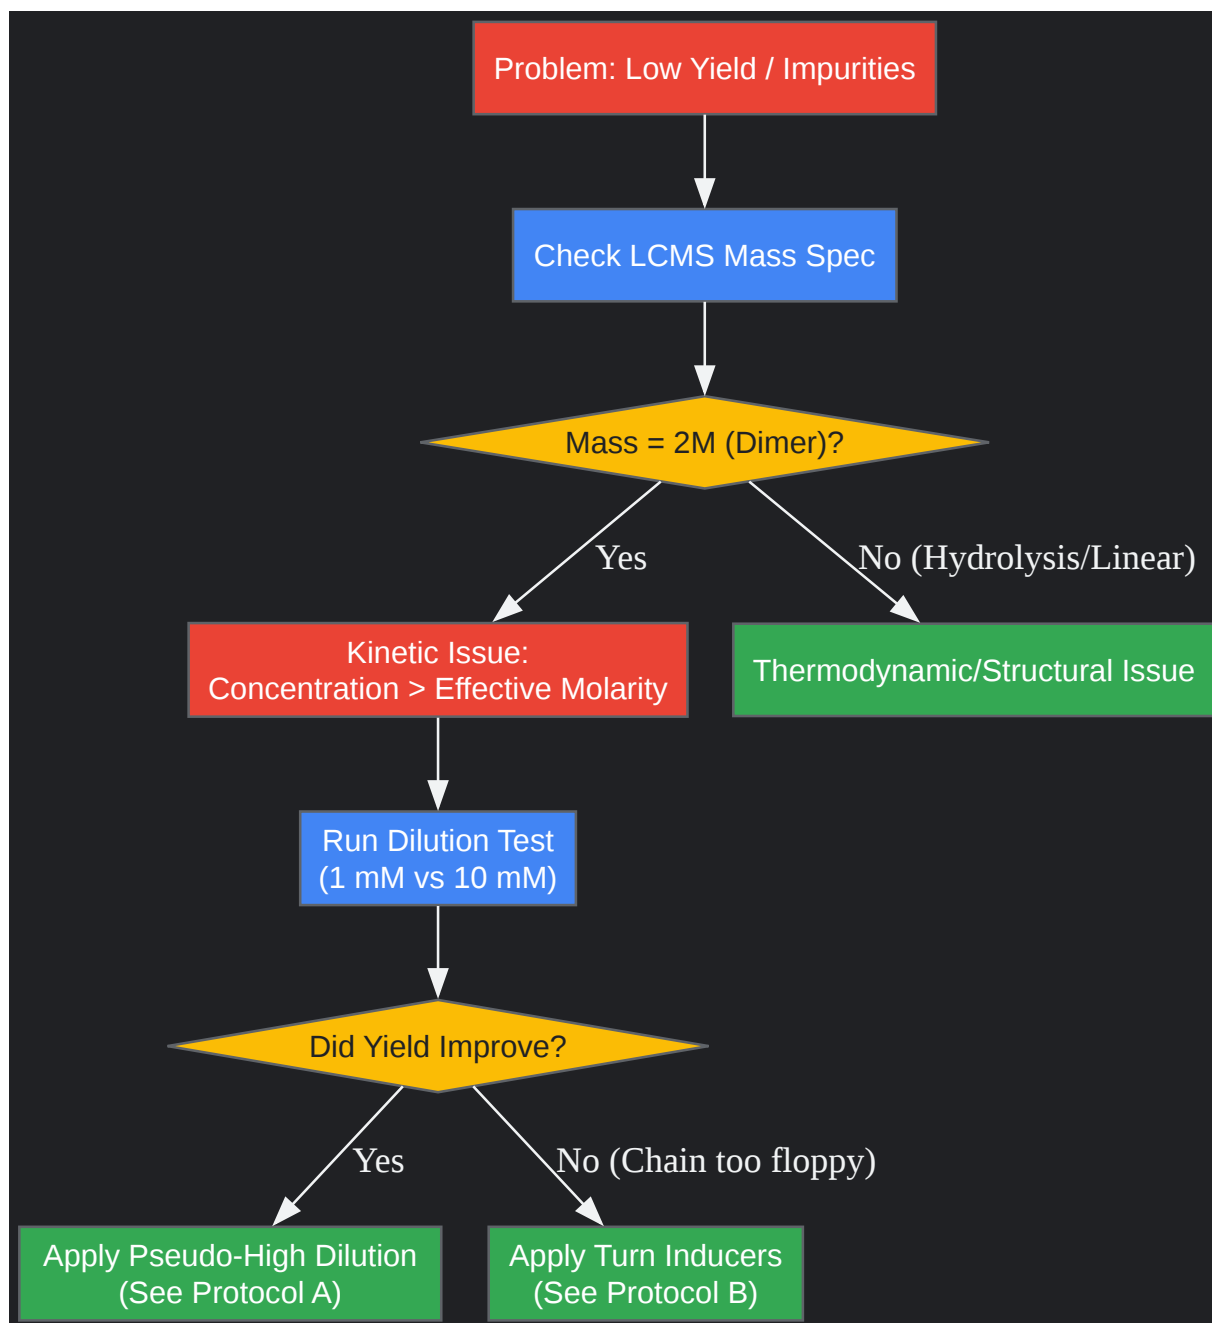 Problem: Low Yield / Impurities
Check LCMS Mass Spec
Mass = 2M (Dimer)?
Yes
No (Hydrolysis/Linear)
Kinetic Issue:
Concentration > Effective Molarity
Thermodynamic/Structural Issue
Run Dilution Test
(1 mM vs 10 mM)
Did Yield Improve?
Yes
No (Chain too floppy)
Apply Pseudo-High Dilution
(See Protocol A)
Apply Turn Inducers
(See Protocol B)